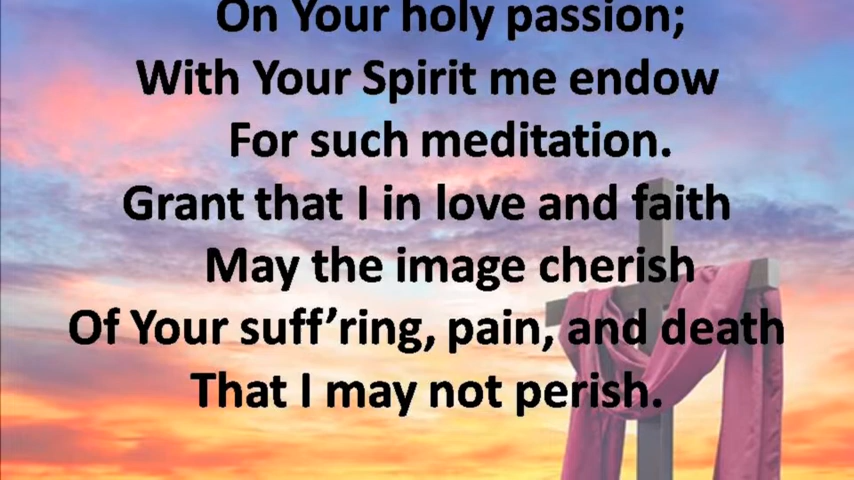 On Your holy passion;
With Your Spirit me endow
For such meditation.
Grant that I in love and faith
May the image cherish
Of Your suff’ring, pain, and death
That I may not perish.